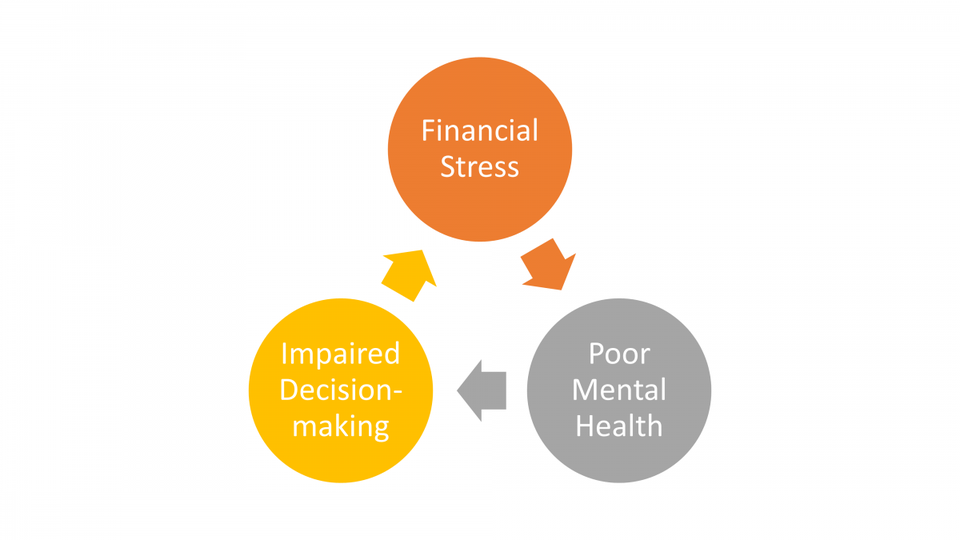 Financial
Stress
Poor
Mental
Health
Impaired
Decision-
making